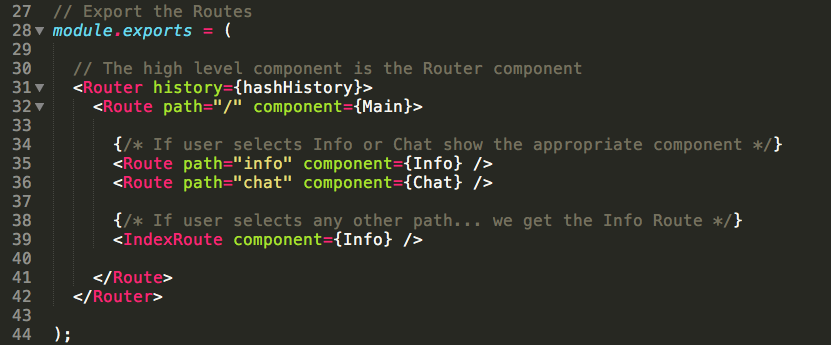 27 // Export the Routes
28 module.exports = (
29
30 // The high level component is the Router component
31 <Router history={hashHistory}>
32 <Route path="/" component={Main}>
33
34 {/* If user selects Info or Chat show the appropriate component */}
35 <Route path="info" component={Info} />
36 <Route path="chat" component={Chat} />
37
38 {/* If user selects any other path... we get the Info Route */}
39 <IndexRoute component={Info} />
40
41 </Route>
42 </Router>
43
44 );